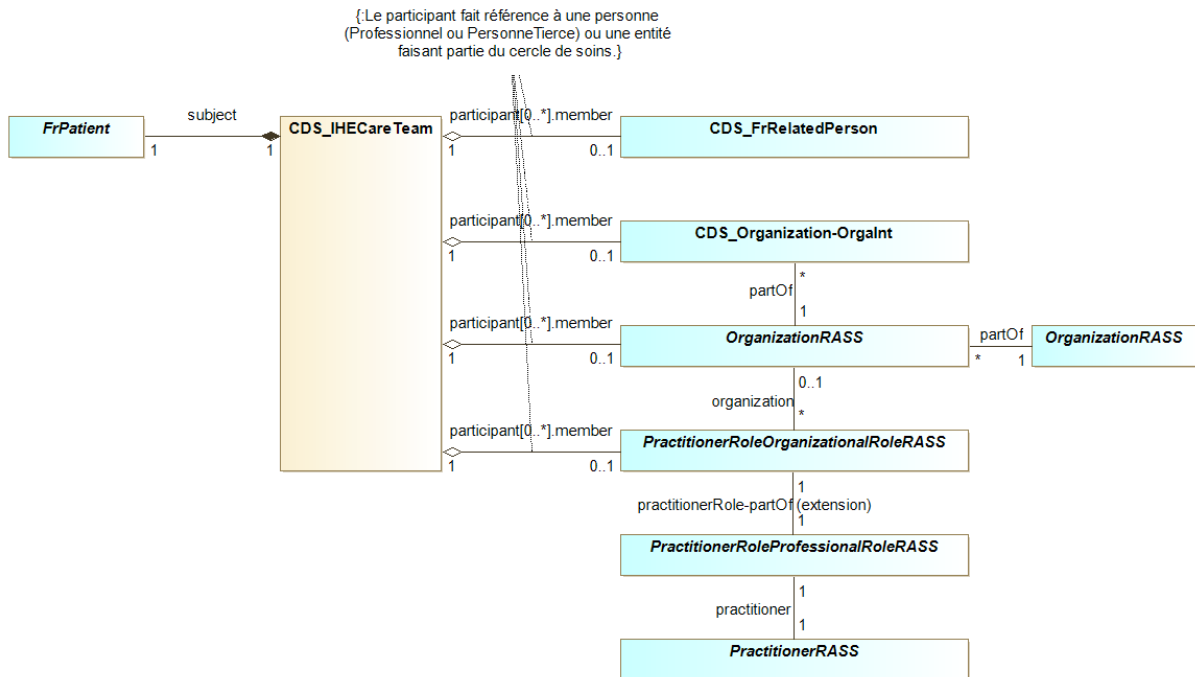 {:Le participant fait référence à une personne
(Professionnel ou PersonneTierce) ou une entité
faisant partie du cercle de soins.}
FrPatient
subject
1
1
CDS_IHECareTeam
participant[0..*].member
1
0..1
CDS_FrRelatedPerson
participant[0..*].member
1
0..1
CDS_Organization-OrgaInt
*
partOf
1
participant[0..*].member
1
0..1
OrganizationRASS
partOf
*
1
OrganizationRASS
0..1
organization
*
participant[0..*].member
1
0..1
PractitionerRoleOrganizationalRoleRASS
1
practitionerRole-partOf (extension)
1
PractitionerRoleProfessionalRoleRASS
1
practitioner
1
PractitionerRASS